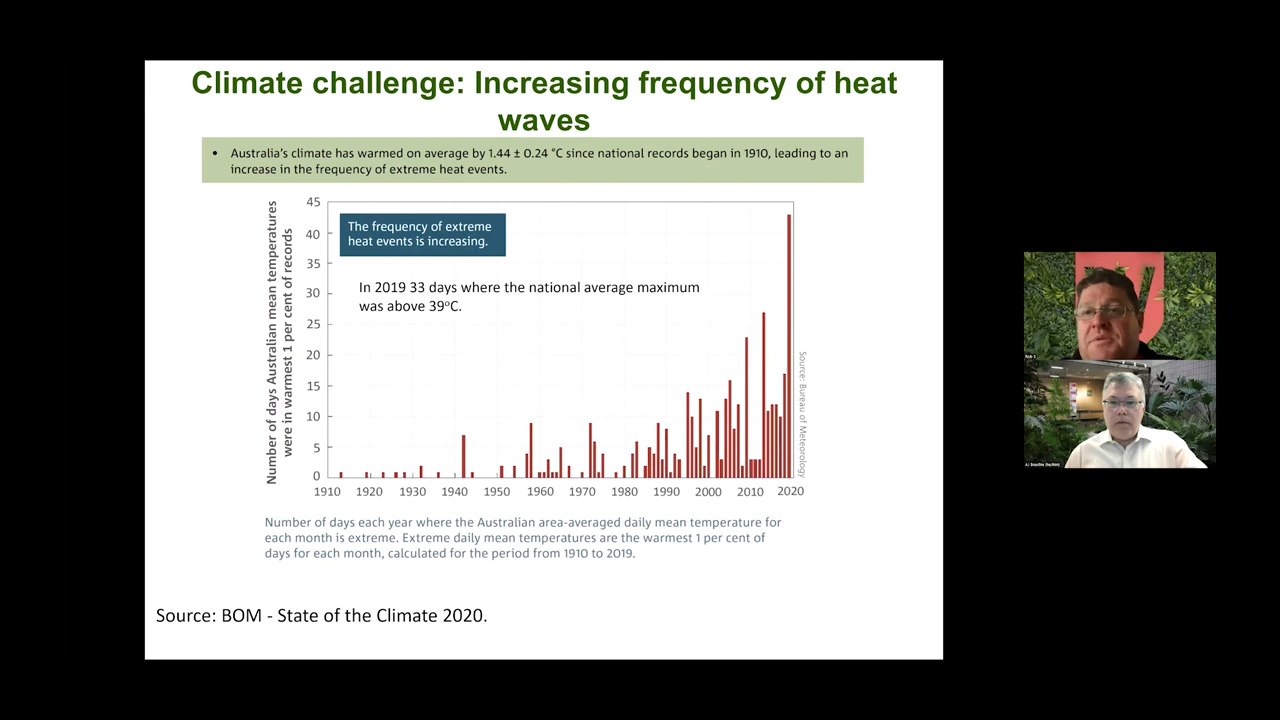 Climate challenge: Increasing frequency of heat
waves
• Australia's climate has warmed on average by 1.44 ± 0.24 °C since national records began in 1910, leading to an
increase in the frequency of extreme heat events.
Number of days Australian mean temperatures
were in warmest 1 per cent of records
45
40
35
30
25
20
15
10
5
0
The frequency of extreme
heat events is increasing.
In 2019 33 days where the national average maximum
was above 39°C.
1910 1920 1930 1940 1950 1960 1970 1980 1990 2000 2010 2020
Source: Bureau of Meteorology
Number of days each year where the Australian area-averaged daily mean temperature for
each month is extreme. Extreme daily mean temperatures are the warmest 1 per cent of
days for each month, calculated for the period from 1910 to 2019.
Source: BOM - State of the Climate 2020.